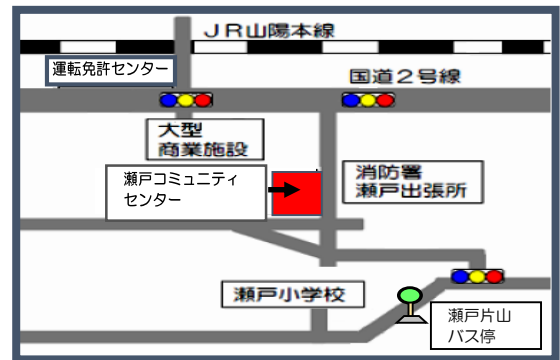 JR山陽本線
運転免許センター
国道2号線
大型
商業施設
瀬戸コミュニティ
センター
消防署
瀬戸出張所
瀬戸小学校
瀬戸片山
バス停